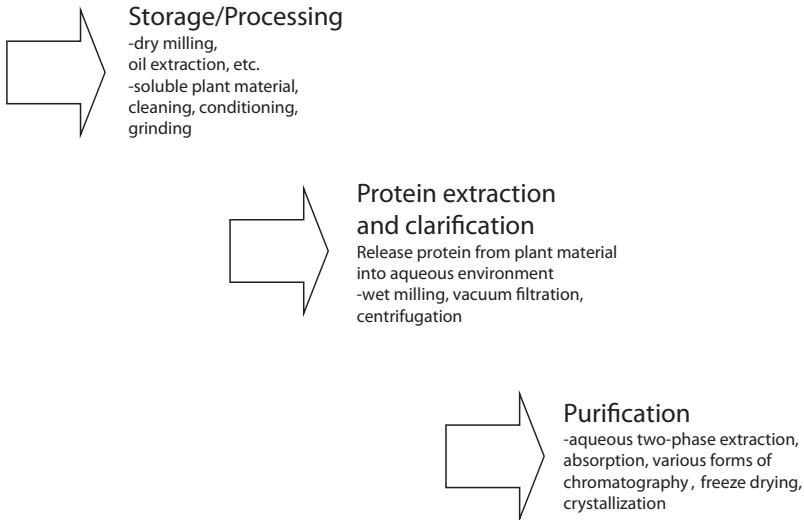 Storage/Processing
-dry milling,
oil extraction, etc.
-soluble plant material,
cleaning, conditioning,
grinding
Protein extraction
and clarification
Release protein from plant material
into aqueous environment
-wet milling, vacuum filtration,
centrifugation
Purification
-aqueous two-phase extraction,
absorption, various forms of
chromatography , freeze drying,
crystallization